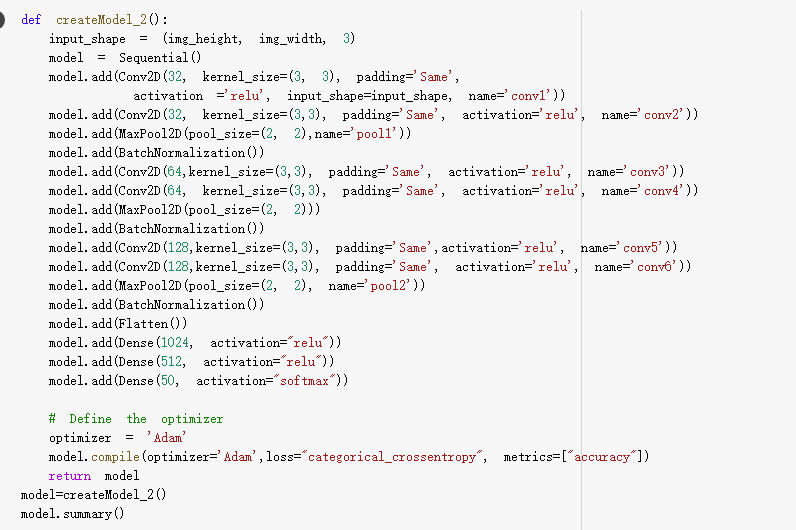 def createModel_2():
    input_shape = (img_height, img_width, 3)
    model = Sequential()
    model.add(Conv2D(32, kernel_size=(3, 3), padding='Same',
                activation ='relu', input_shape=input_shape, name='conv1'))
    model.add(Conv2D(32, kernel_size=(3,3), padding='Same', activation='relu', name='conv2'))
    model.add(MaxPool2D(pool_size=(2, 2),name='pool1'))
    model.add(BatchNormalization())
    model.add(Conv2D(64,kernel_size=(3,3), padding='Same', activation='relu', name='conv3'))
    model.add(Conv2D(64, kernel_size=(3,3), padding='Same', activation='relu', name='conv4'))
    model.add(MaxPool2D(pool_size=(2, 2)))
    model.add(BatchNormalization())
    model.add(Conv2D(128,kernel_size=(3,3), padding='Same',activation='relu', name='conv5'))
    model.add(Conv2D(128,kernel_size=(3,3), padding='Same', activation='relu', name='conv6'))
    model.add(MaxPool2D(pool_size=(2, 2), name='pool2'))
    model.add(BatchNormalization())
    model.add(Flatten())
    model.add(Dense(1024, activation="relu"))
    model.add(Dense(512, activation="relu"))
    model.add(Dense(50, activation="softmax"))

    # Define the optimizer
    optimizer = 'Adam'
    model.compile(optimizer='Adam',loss="categorical_crossentropy", metrics=["accuracy"])
    return model
model=createModel_2()
model.summary()